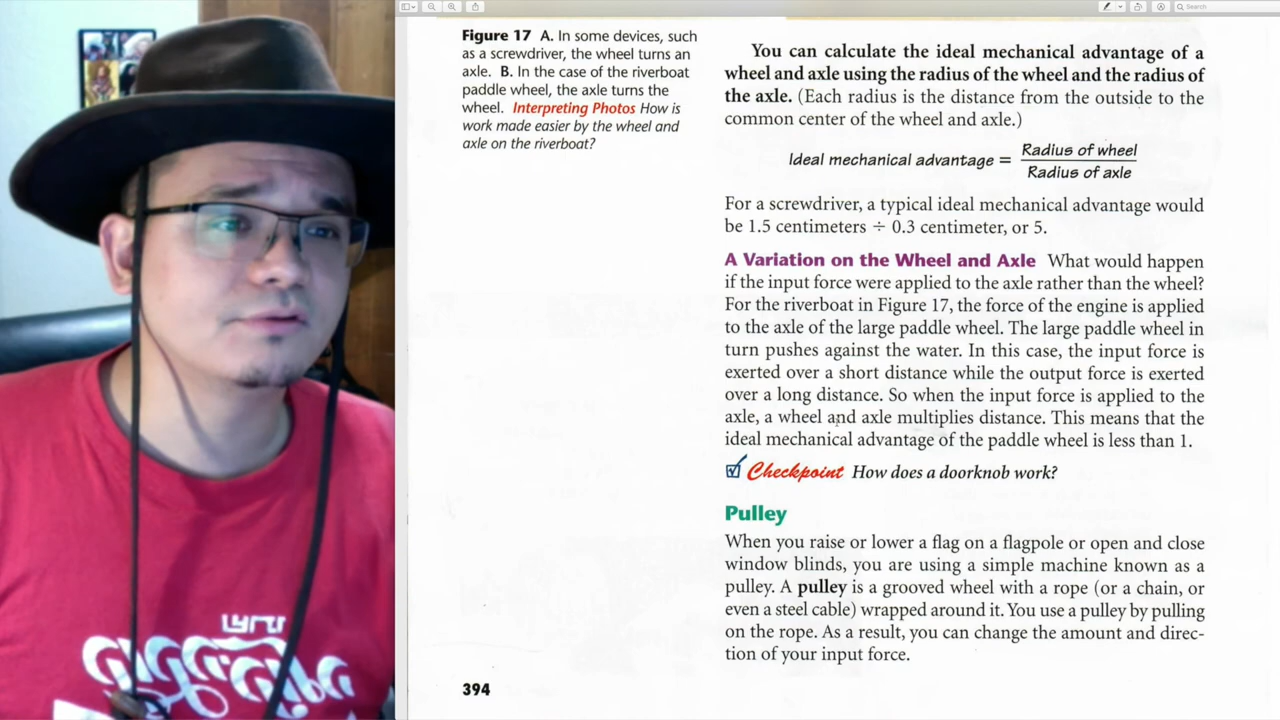 Search
Figure 17 A. In some devices, such
as a screwdriver, the wheel turns an
axle. B. In the case of the riverboat
paddle wheel, the axle turns the
wheel. Interpreting Photos How is
work made easier by the wheel and
axle on the riverboat?
You can calculate the ideal mechanical advantage of a
wheel and axle using the radius of the wheel and the radius of
the axle. (Each radius is the distance from the outside to the
common center of the wheel and axle.)
Ideal mechanical advantage = Radius of wheel
Radius of axle
For a screwdriver, a typical ideal mechanical advantage would
be 1.5 centimeters ÷ 0.3 centimeter, or 5.
A Variation on the Wheel and Axle What would happen
if the input force were applied to the axle rather than the wheel?
For the riverboat in Figure 17, the force of the engine is applied
to the axle of the large paddle wheel. The large paddle wheel in
turn pushes against the water. In this case, the input force is
exerted over a short distance while the output force is exerted
over a long distance. So when the input force is applied to the
axle, a wheel and axle multiplies distance. This means that the
ideal mechanical advantage of the paddle wheel is less than 1.
Checkpoint How does a doorknob work?
Pulley
When you raise or lower a flag on a flagpole or open and close
window blinds, you are using a simple machine known as a
pulley. A pulley is a grooved wheel with a rope (or a chain, or
even a steel cable) wrapped around it. You use a pulley by pulling
on the rope. As a result, you can change the amount and direc-
tion of your input force.
394